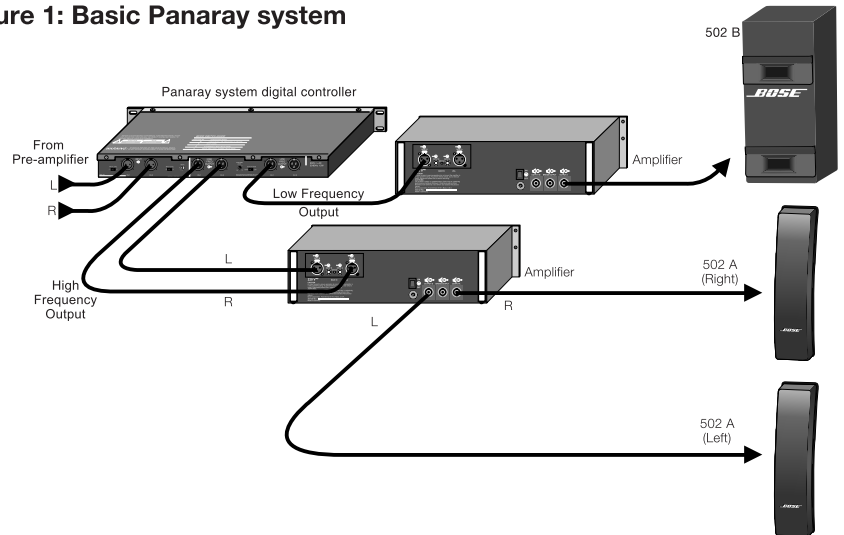 ure 1: Basic Panaray system
502 B
BOSE
Panaray system digital controller
From
Pre-amplifier
L
R
Low Frequency
Output
Amplifier
L
R
High
Frequency
Output
Amplifier
L
R
502 A
(Right)
BOSE
502 A
(Left)
BOSE